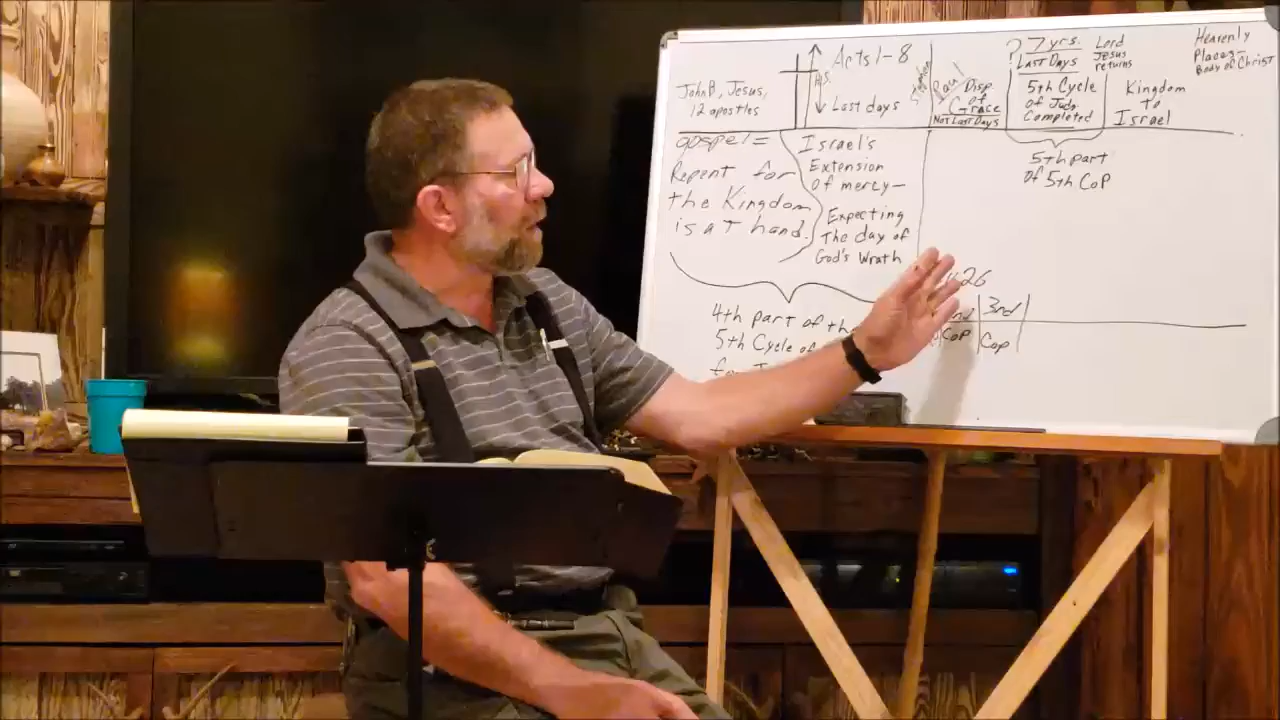 John B, Jesus,
12 apostles
Acts 1-8
Last days
Stephen
Paul
Disp.
of
Grace
Not Last Days
? 7 yrs.
Last Days
Lord
Jesus
returns
5th Cycle
of Judg
Completed
Kingdom
to
Israel
Heavenly
Places-
Body of Christ
gospel =
Repent for
the Kingdom
is at hand.
Israel's
Extension
of mercy-
Expecting
The day of
God's Wrath
5th part
of 5th CoP
4th part of the
5th Cycle of
26
3nd
CoP
CoP